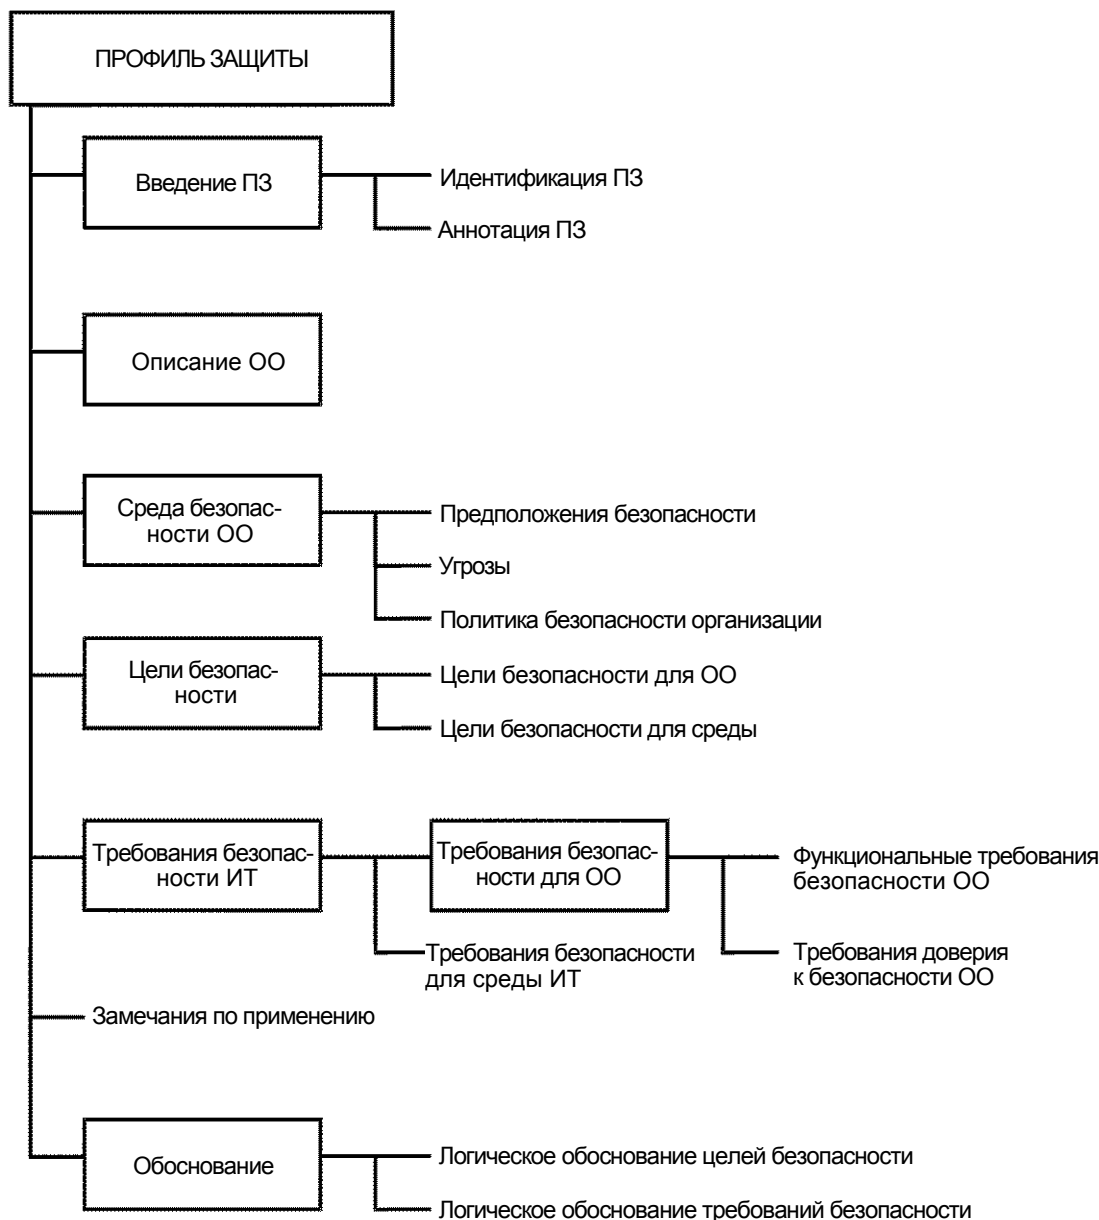 ПРОФИЛЬ ЗАЩИТЫ
Введение ПЗ
Идентификация ПЗ
Аннотация ПЗ
Описание ОО
Среда безопас-
ности ОО
Предположения безопасности
Угрозы
Политика безопасности организации
Цели безопас-
ности
Цели безопасности для ОО
Цели безопасности для среды
Требования безопас-
ности ИТ
Требования безопас-
ности для ОО
Функциональные требования
безопасности ОО
Требования безопасности
для среды ИТ
Требования доверия
к безопасности ОО
Замечания по применению
Обоснование
Логическое обоснование целей безопасности
Логическое обоснование требований безопасности